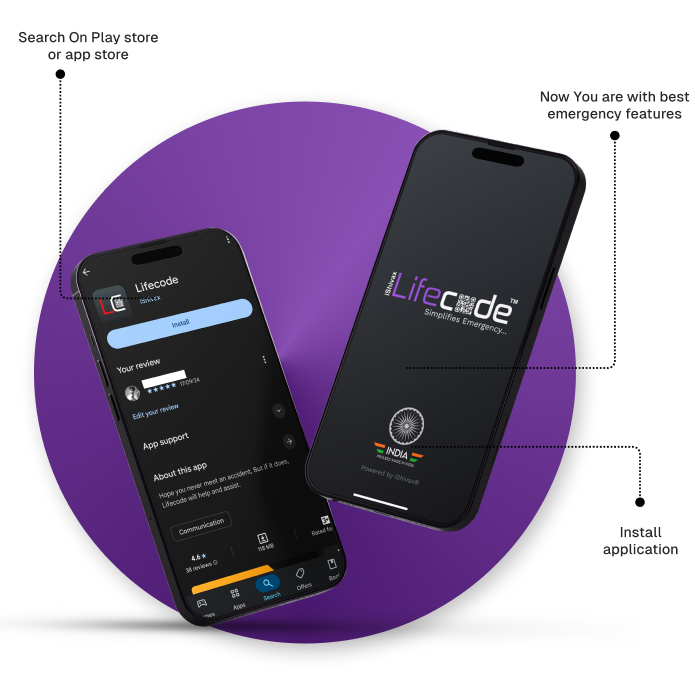 Search On Play store
or app store
Now You are with best
emergency features
Lifecode
iShivax
Install
Your review
17/09/24
Edit your review
App support
About this app
Hope you never meet an accident, But if it does,
Lifecode will help and assist.
Communication
4.6★
38 reviews
118 MB
Rated for
Apps
Search
Offers
iShivax
Lifecode™
Simplifies Emergency...
INDIA
Powered by iShivax®
Install
application